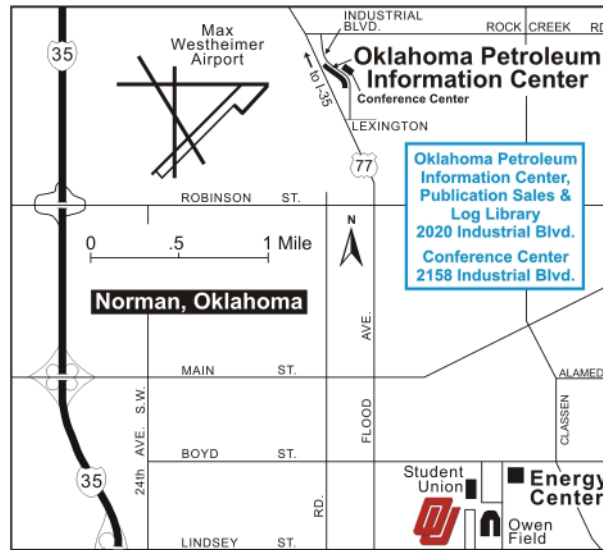 INDUSTRIAL
BLVD.
ROCK CREEK RD
35
Max
Westheimer
Airport
Oklahoma Petroleum
Information Center
to I-35
Conference Center
LEXINGTON
77
Oklahoma Petroleum
Information Center,
Publication Sales &
Log Library
2020 Industrial Blvd.
Conference Center
2158 Industrial Blvd.
ROBINSON ST.
N
0 .5 1 Mile
Norman, Oklahoma
FLOOD AVE.
MAIN ST.
ALAMED
24th AVE. S.W.
CLASSEN
BOYD ST.
35
Student
Union
Energy
Center
RD.
OU
Owen
Field
LINDSEY ST.